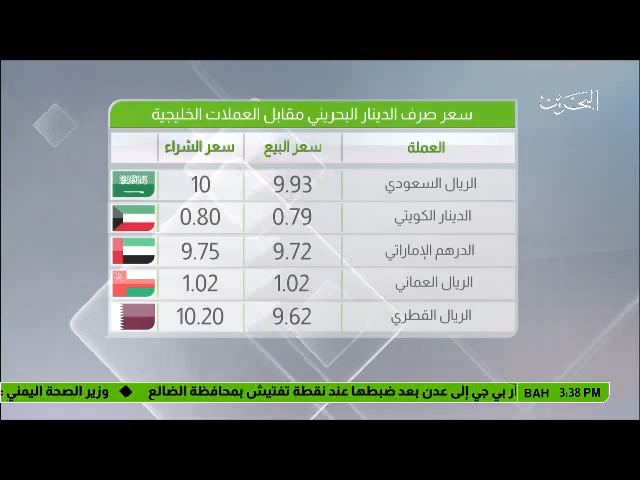 البحرين
سعر صرف الدينار البحريني مقابل العملات الخليجية
العملة سعر البيع سعر الشراء
الريال السعودي 9.93 10
الدينار الكويتي 0.79 0.80
الدرهم الإماراتي 9.72 9.75
الريال العماني 1.02 1.02
الريال القطري 9.62 10.20
BAH 3:38 PM
بي جي إلى عدن بعد ضبطها عند نقطة تفتيش بمحافظة الضالع ◆ وزير الصحة اليمني